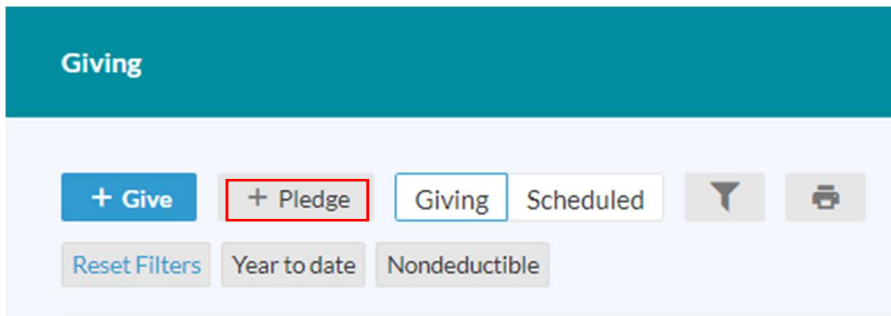 Giving
+ Give + Pledge Giving Scheduled
Reset Filters Year to date Nondeductible